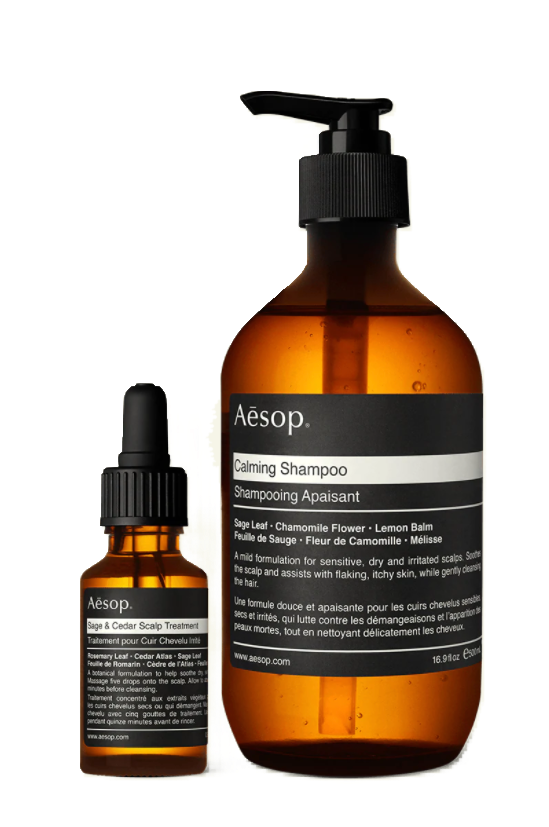 Aēsop®
Calming Shampoo
Shampooing Apaisant
Sage Leaf · Chamomile Flower · Lemon Balm
Feuille de Sauge · Fleur de Camomille · Mélisse
A mild formulation for sensitive, dry and irritated scalps. Soothes
the scalp and assists with flaking, itchy skin, while gently cleansing
the hair.
Une formule douce et apaisante pour les cuirs chevelus sensibles,
secs et irrités, qui lutte contre les démangeaisons et l'apparition des
peaux mortes, tout en nettoyant délicatement les cheveux.
www.aesop.com 16.9 fl oz ℮500mL
Aēsop.
Sage & Cedar Scalp Treatment
Traitement pour Cuir Chevelu Irrité
Rosemary Leaf · Cedar Atlas · Sage Leaf
Feuille de Romarin · Cèdre de l'Atlas · Feuille
A botanical formulation to help soothe dry
Massage five drops onto the scalp. Allow
minutes before cleansing.
Traitement concentré aux extraits
les cuirs chevelus secs ou qui démangent.
chevelu avec cinq gouttes de traitement.
pendant quinze minutes avant de rincer.
www.aesop.com